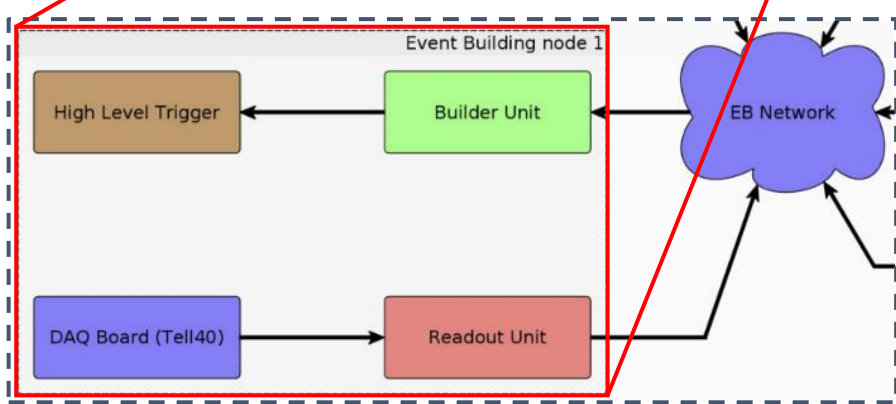 Event Building node 1
High Level Trigger
Builder Unit
EB Network
DAQ Board (Tell40)
Readout Unit